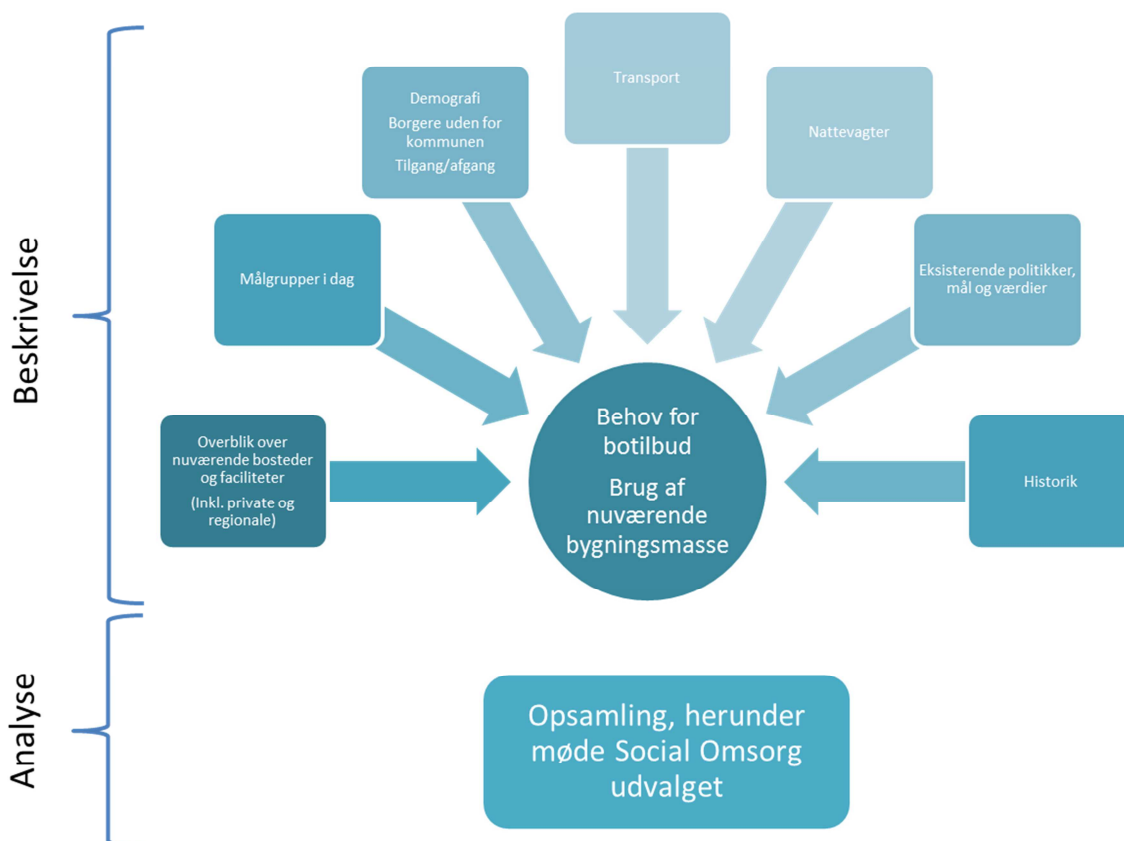 Beskrivelse
Transport
Demografi
Borgere uden for
kommunen
Tilgang/afgang
Nattevagter
Målgrupper i dag
Eksisterende politikker,
mål og værdier
Overblik over
nuværende bosteder
og faciliteter
(Inkl. private og
regionale)
Behov for
botilbud
Brug af
nuværende
bygningsmasse
Historik
Analyse
Opsamling, herunder
møde Social Omsorg
udvalget